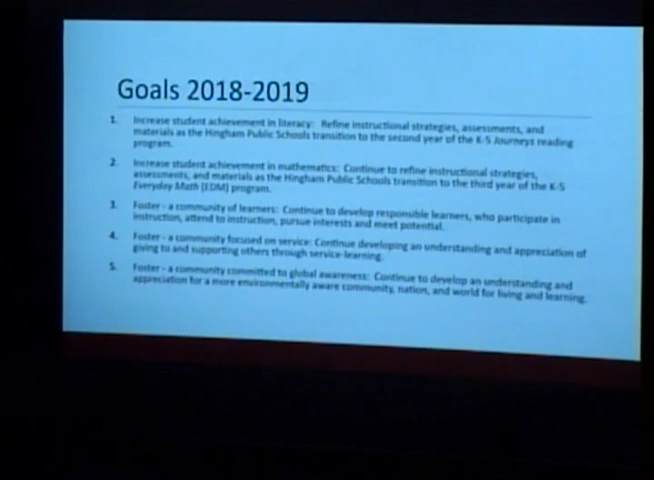 Goals 2018-2019
1. Increase student achievement in literacy: Refine instructional strategies, assessments, and
materials as the Hingham Public Schools transition to the second year of the K-5 Journeys reading
program.
2. Increase student achievement in mathematics: Continue to refine instructional strategies,
assessments, and materials as the Hingham Public Schools transition to the third year of the K-5
Everyday Math (EDM) program.
3. Foster - a community of learners: Continue to develop responsible learners, who participate in
instruction, attend to instruction, pursue interests and meet potential.
4. Foster - a community focused on service: Continue developing an understanding and appreciation of
giving to and supporting others through service-learning.
5. Foster - a community committed to global awareness: Continue to develop an understanding and
appreciation for a more environmentally aware community, nation, and world for living and learning.